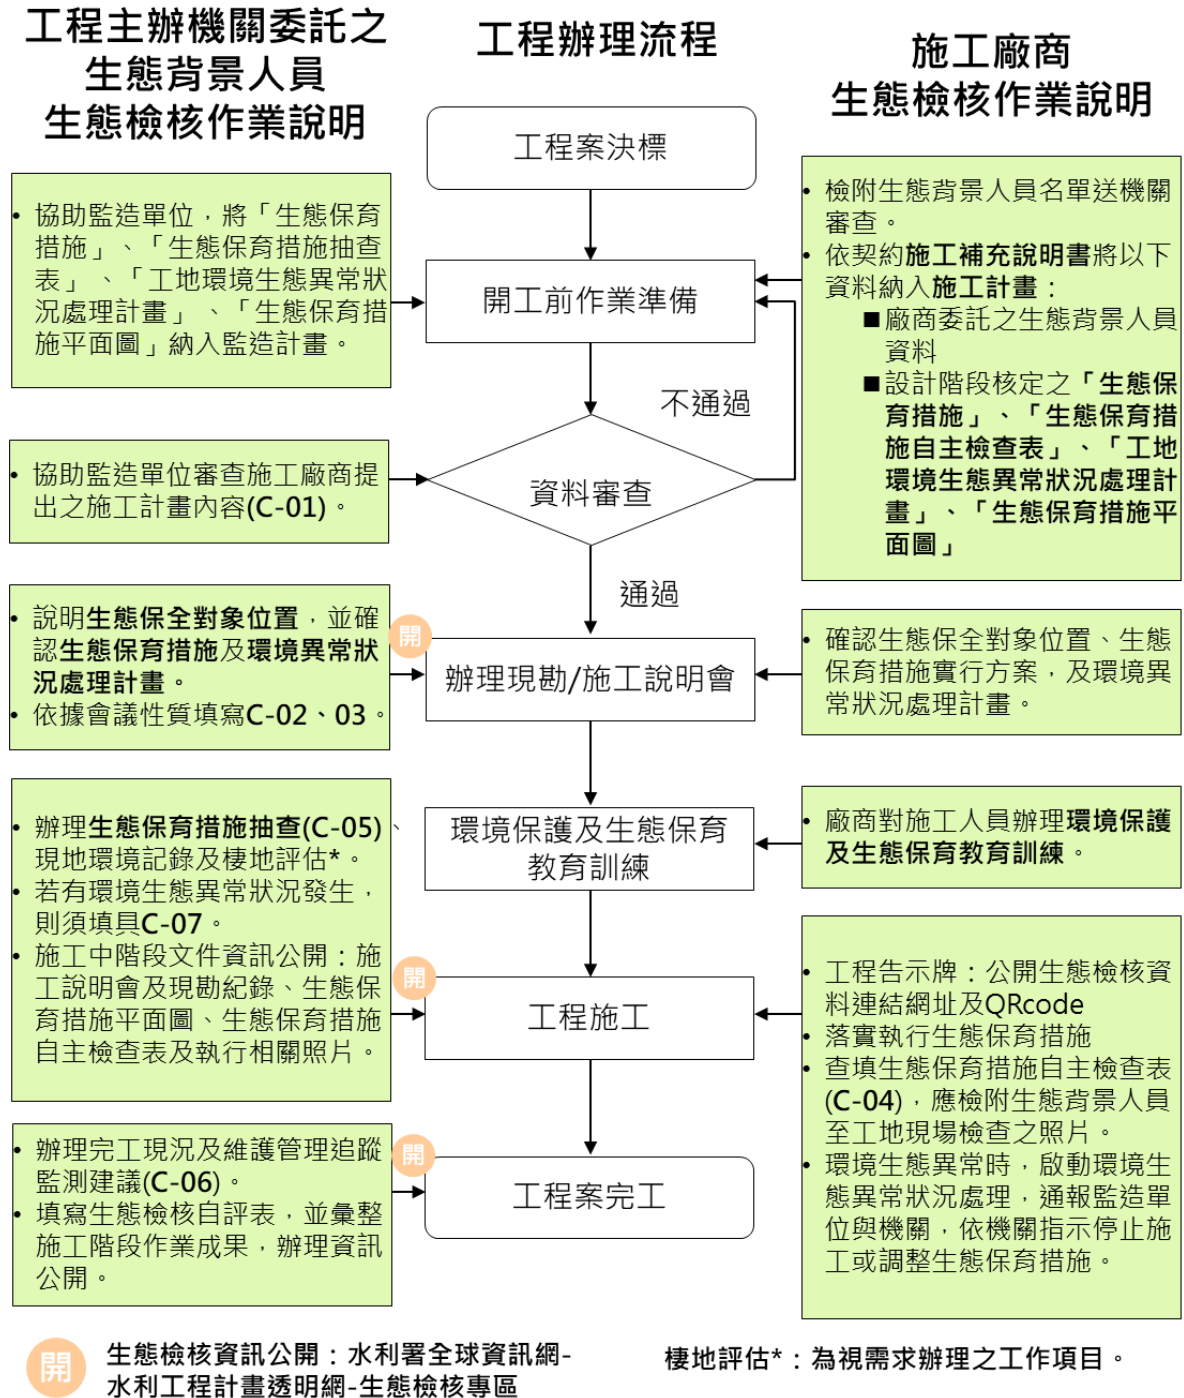 工程主辦機關委託之
生態背景人員
生態檢核作業說明
• 協助監造單位，將「生態保育
措施」、「生態保育措施抽查
表」、「工地環境生態異常狀
況處理計畫」、「生態保育措
施平面圖」納入監造計畫。
• 協助監造單位審查施工廠商提
出之施工計畫內容(C-01)。
• 說明生態保全對象位置，並確
認生態保育措施及環境異常狀
況處理計畫。
• 依據會議性質填寫C-02、03。
• 辦理生態保育措施抽查(C-05)、
現地環境記錄及棲地評估*。
• 若有環境生態異常狀況發生，
則須填具C-07。
• 施工中階段文件資訊公開：施
工說明會及現勘紀錄、生態保
育措施平面圖、生態保育措施
自主檢查表及執行相關照片。
• 辦理完工現況及維護管理追蹤
監測建議(C-06)。
• 填寫生態檢核自評表，並彙整
施工階段作業成果，辦理資訊
公開。
工程辦理流程
工程案決標
開工前作業準備
不通過
資料審查
通過
開
辦理現勘/施工說明會
環境保護及生態保育
教育訓練
開
工程施工
開
工程案完工
施工廠商
生態檢核作業說明
• 檢附生態背景人員名單送機關
審查。
• 依契約施工補充說明書將以下
資料納入施工計畫：
■廠商委託之生態背景人員
資料
■設計階段核定之「生態保
育措施」、「生態保育措
施自主檢查表」、「工地
環境生態異常狀況處理計
畫」、「生態保育措施平
面圖」
• 確認生態保全對象位置、生態
保育措施實行方案，及環境異
常狀況處理計畫。
• 廠商對施工人員辦理環境保護
及生態保育教育訓練。
• 工程告示牌：公開生態檢核資
料連結網址及QRcode
• 落實執行生態保育措施
• 查填生態保育措施自主檢查表
(C-04)，應檢附生態背景人員
至工地現場檢查之照片。
• 環境生態異常時，啟動環境生
態異常狀況處理，通報監造單
位與機關，依機關指示停止施
工或調整生態保育措施。
開
生態檢核資訊公開：水利署全球資訊網-
水利工程計畫透明網-生態檢核專區
棲地評估*：為視需求辦理之工作項目。